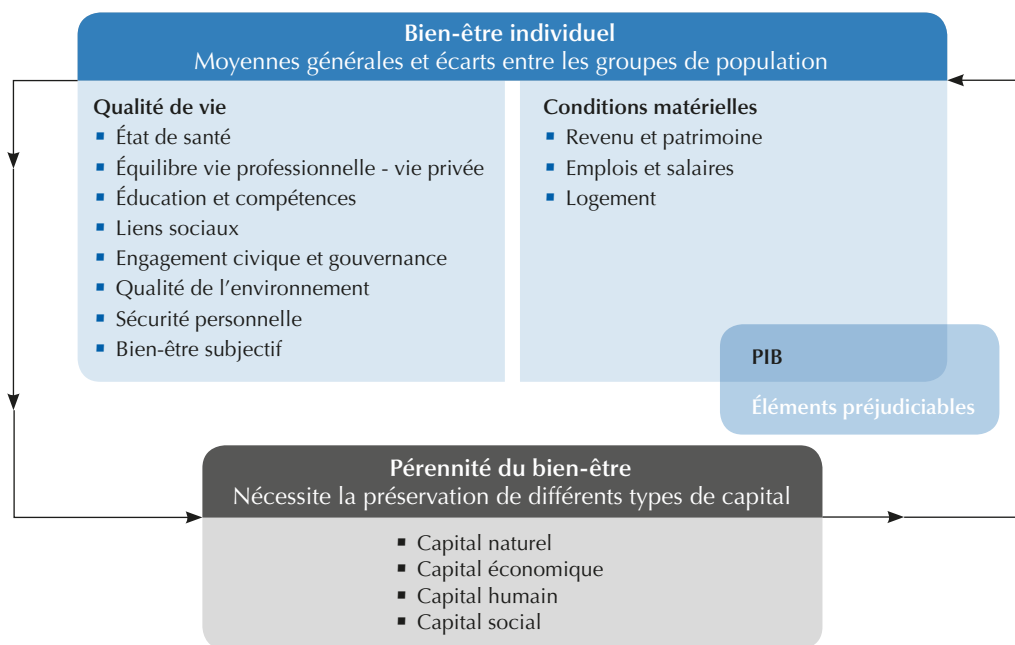 Bien-être individuel
Moyennes générales et écarts entre les groupes de population
Qualité de vie
État de santé
Équilibre vie professionnelle - vie privée
Éducation et compétences
Liens sociaux
Engagement civique et gouvernance
Qualité de l’environnement
Sécurité personnelle
Bien-être subjectif
Conditions matérielles
Revenu et patrimoine
Emplois et salaires
Logement
PIB
Éléments préjudiciables
Pérennité du bien-être
Nécessite la préservation de différents types de capital
Capital naturel
Capital économique
Capital humain
Capital social